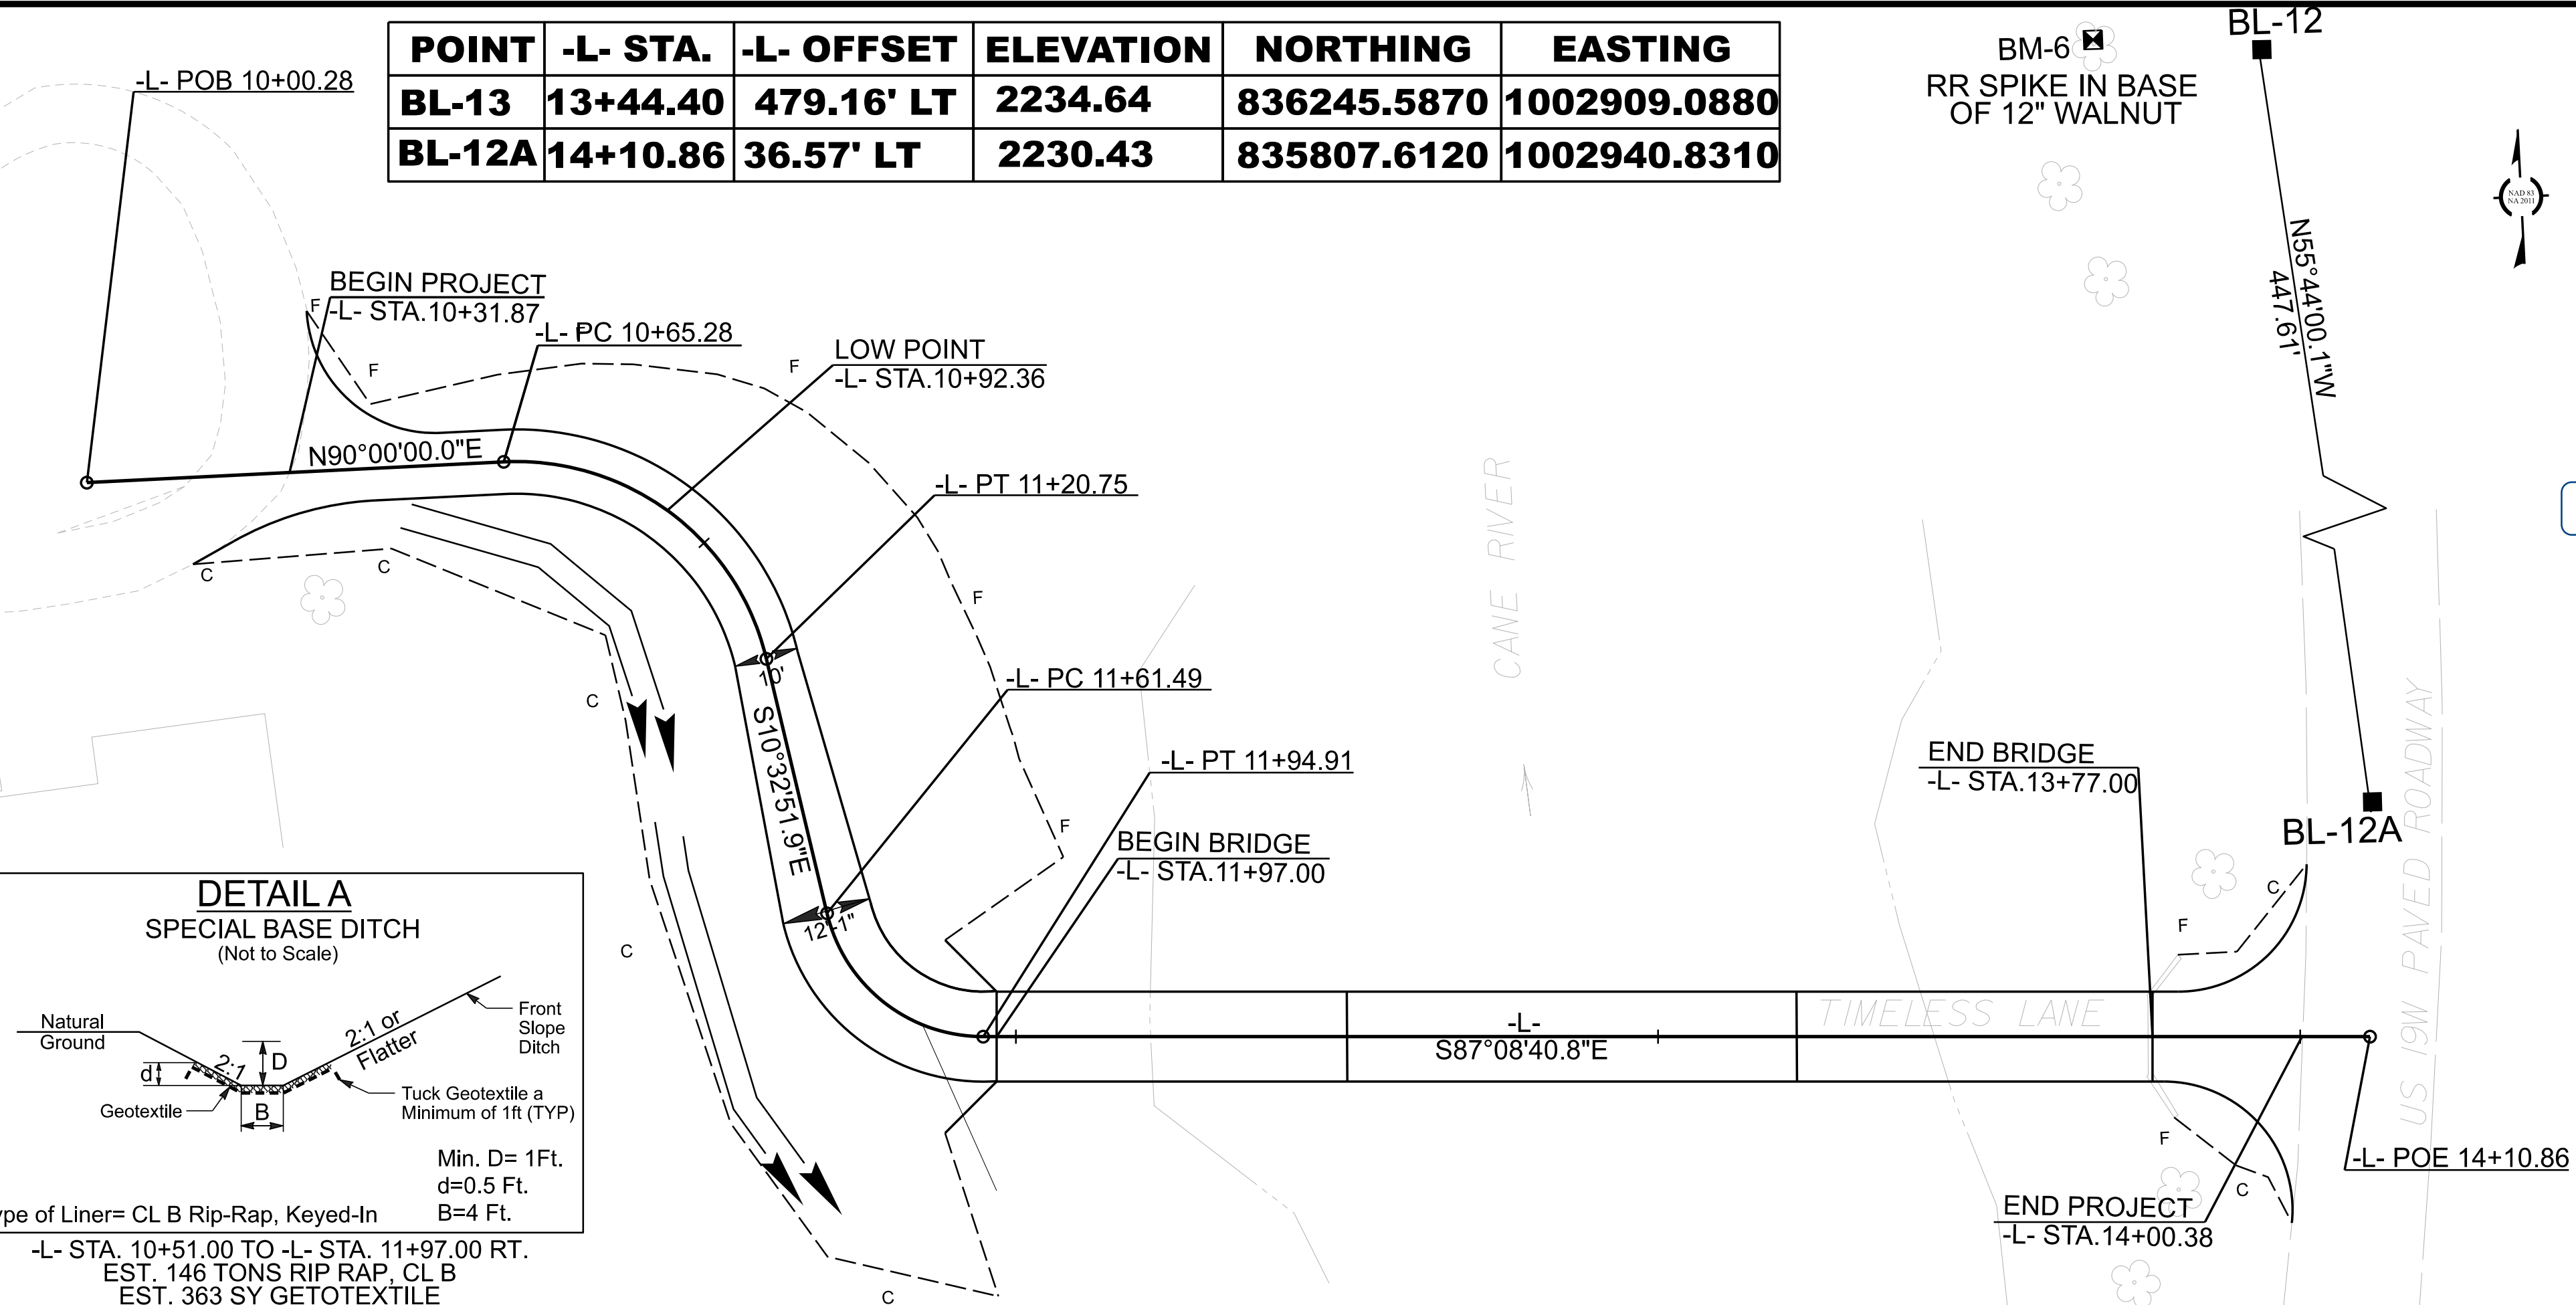 POINT -L- STA. -L- OFFSET ELEVATION NORTHING EASTING
BL-13 13+44.40 479.16' LT 2234.64 836245.5870 1002909.0880
BL-12A 14+10.86 36.57' LT 2230.43 835807.6120 1002940.8310
-L- POB 10+00.28
BL-12
BM-6
RR SPIKE IN BASE
OF 12" WALNUT
NAD 83
NA 2011
N55°44'00.1"W
447.61'
BEGIN PROJECT
-L- STA.10+31.87
F
F
-L- PC 10+65.28
F
LOW POINT
-L- STA.10+92.36
F
N90°00'00.0"E
-L- PT 11+20.75
CANE RIVER
C
C
F
10'
C
-L- PC 11+61.49
S10°32'51.9"E
-L- PT 11+94.91
END BRIDGE
-L- STA.13+77.00
US 19W PAVED ROADWAY
BL-12A
F
BEGIN BRIDGE
-L- STA.11+97.00
12'-1"
C
C
F
TIMELESS LANE
-L-
S87°08'40.8"E
F
C
-L- POE 14+10.86
END PROJECT
-L- STA.14+00.38
C
DETAIL A
SPECIAL BASE DITCH
(Not to Scale)
Natural
Ground
2:1
D
d
B
2:1 or
Flatter
Front
Slope
Ditch
Geotextile
Tuck Geotextile a
Minimum of 1ft (TYP)
Min. D= 1Ft.
d=0.5 Ft.
B=4 Ft.
ype of Liner= CL B Rip-Rap, Keyed-In
-L- STA. 10+51.00 TO -L- STA. 11+97.00 RT.
EST. 146 TONS RIP RAP, CL B
EST. 363 SY GETOTEXTILE